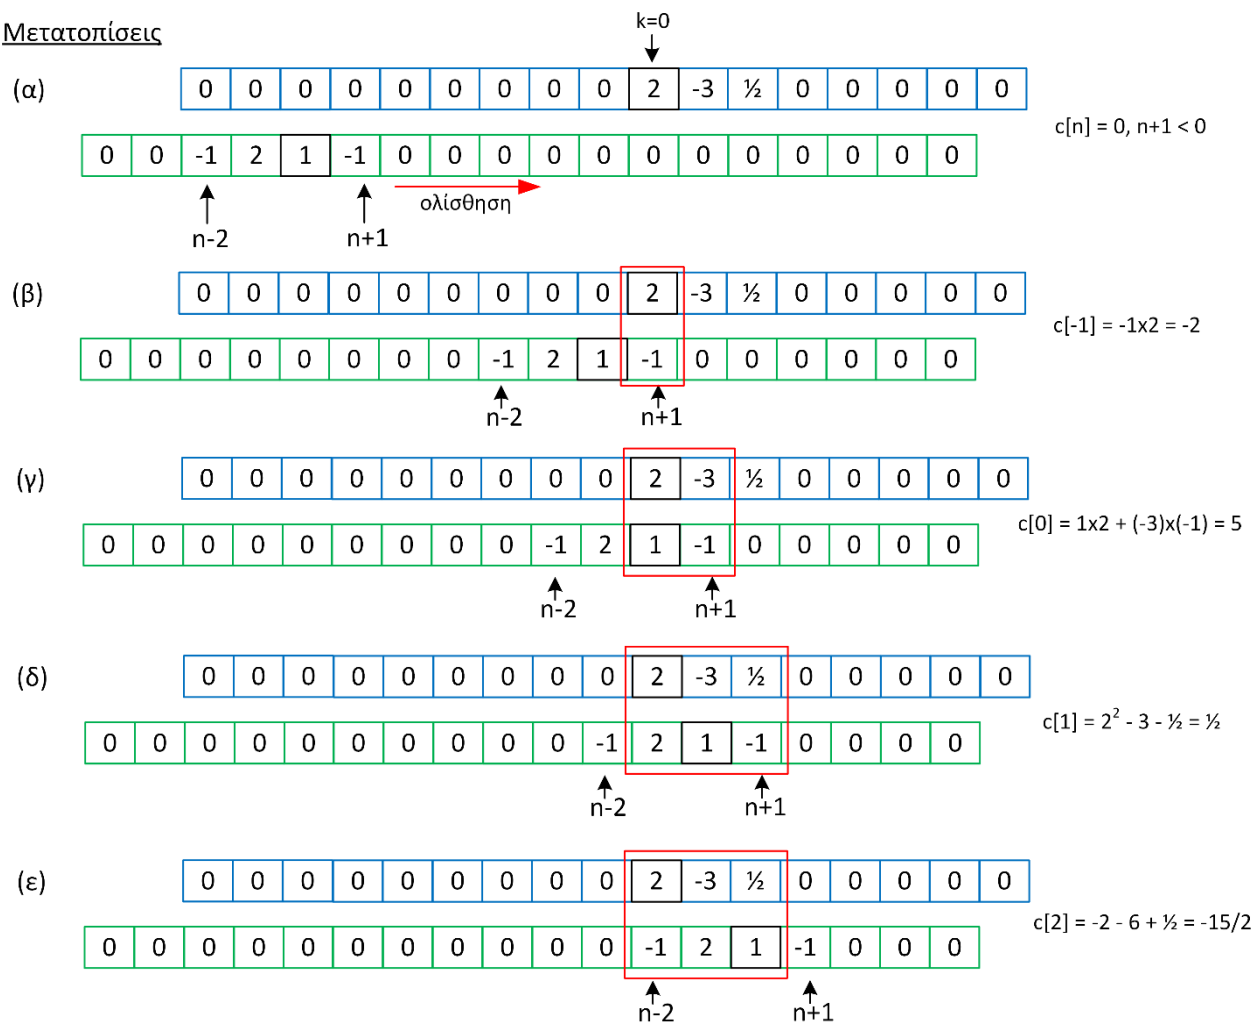 Μετατοπίσεις
k=0
(α) 0 0 0 0 0 0 0 0 0 2 -3 ½ 0 0 0 0 0
c[n] = 0, n+1 < 0
0 0 -1 2 1 -1 0 0 0 0 0 0 0 0 0 0 0 0
ολίσθηση
n-2 n+1
(β) 0 0 0 0 0 0 0 0 0 2 -3 ½ 0 0 0 0 0
c[-1] = -1x2 = -2
0 0 0 0 0 0 0 0 -1 2 1 -1 0 0 0 0 0 0
n-2 n+1
(γ) 0 0 0 0 0 0 0 0 0 2 -3 ½ 0 0 0 0 0
c[0] = 1x2 + (-3)x(-1) = 5
0 0 0 0 0 0 0 0 0 -1 2 1 -1 0 0 0 0 0
n-2 n+1
(δ) 0 0 0 0 0 0 0 0 0 2 -3 ½ 0 0 0 0 0
c[1] = 2² - 3 - ½ = ½
0 0 0 0 0 0 0 0 0 0 -1 2 1 -1 0 0 0 0
n-2 n+1
(ε) 0 0 0 0 0 0 0 0 0 2 -3 ½ 0 0 0 0 0
c[2] = -2 - 6 + ½ = -15/2
0 0 0 0 0 0 0 0 0 0 0 -1 2 1 -1 0 0 0
n-2 n+1